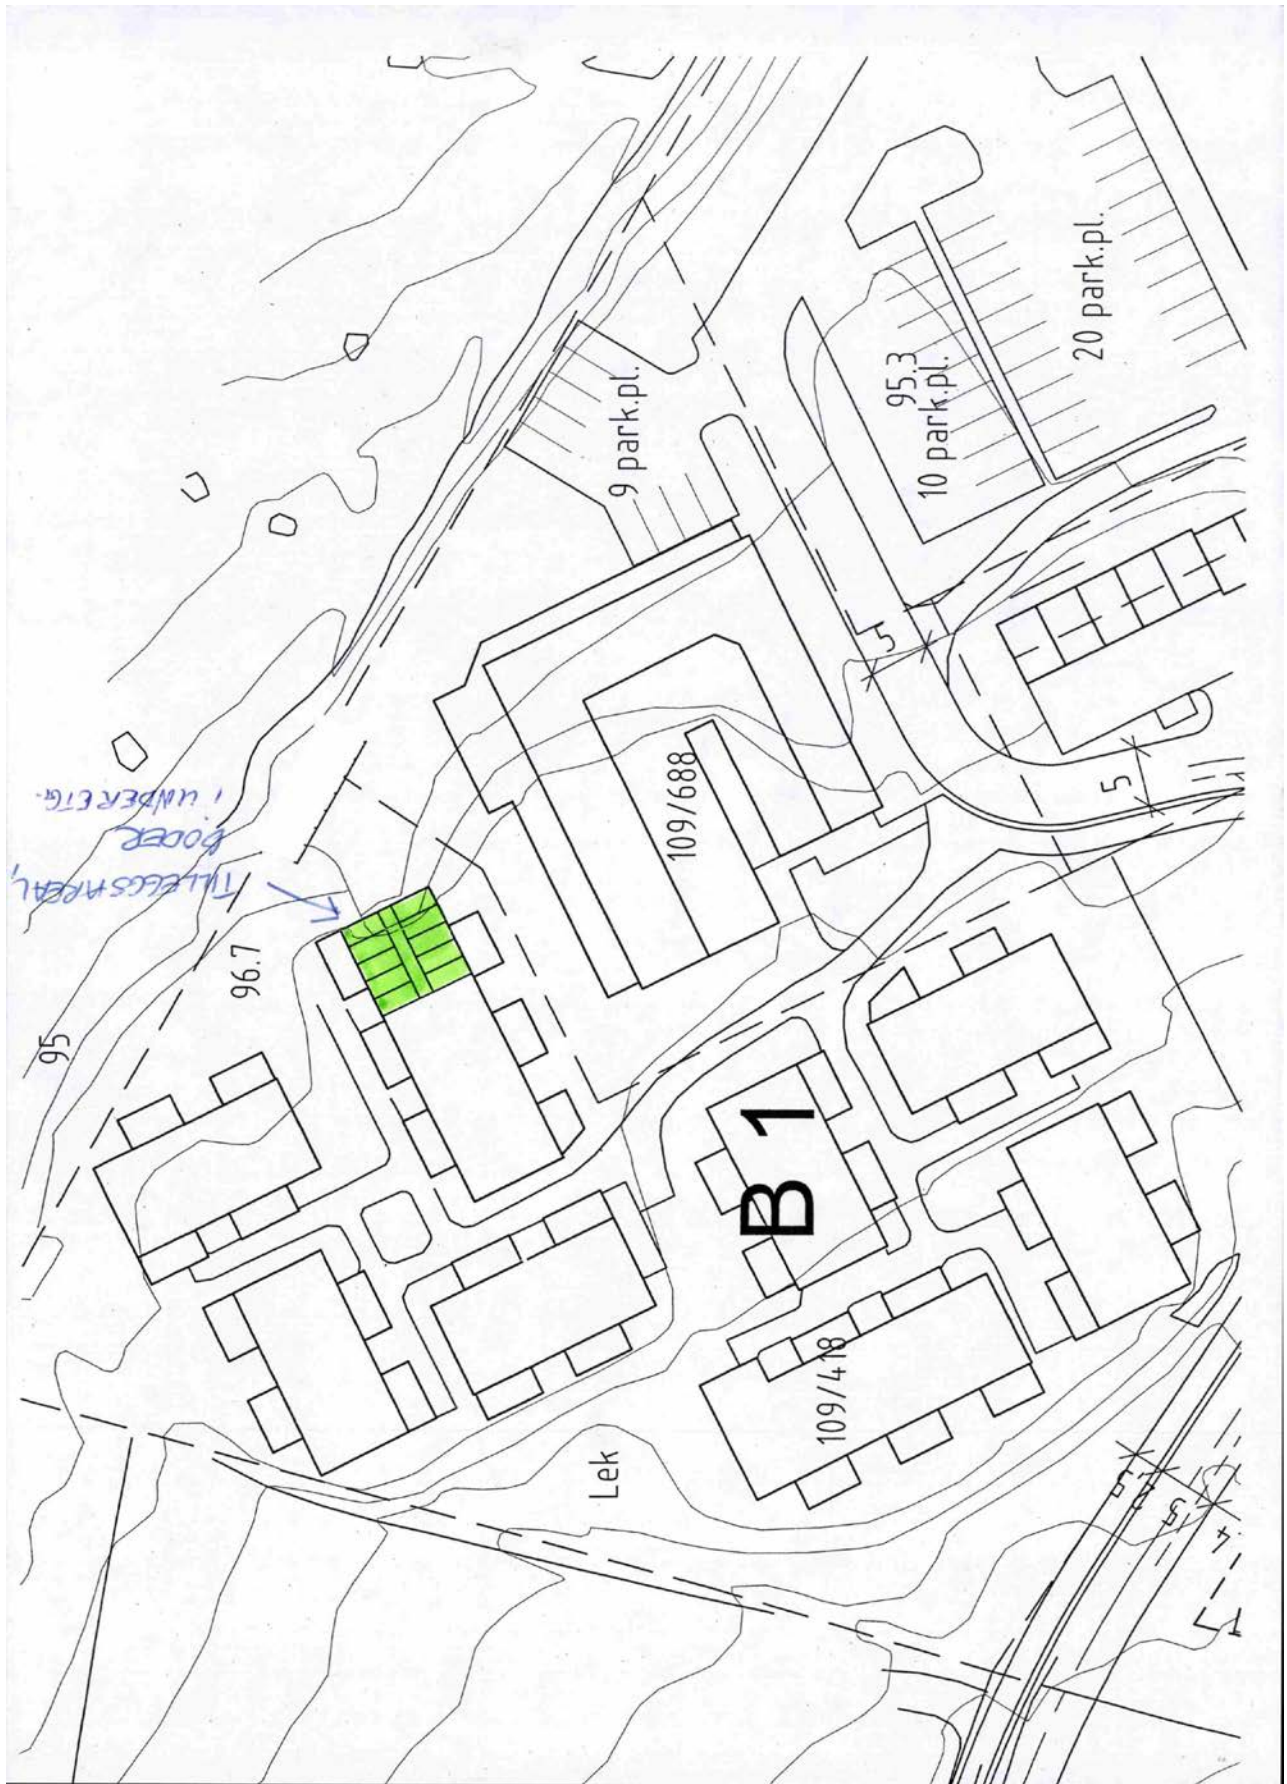 TILLEGGSAREAL,
BODER
I UNDERETG.
95
96.7
9 park.pl.
95.3
10 park.pl.
20 park.pl.
109/688
5
5
B 1
109/418
Lek